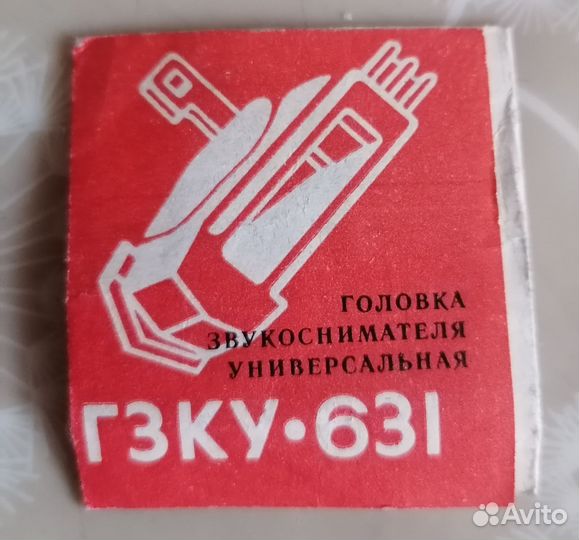 ГОЛОВКА
ЗВУКОСНИМАТЕЛЯ
УНИВЕРСАЛЬНАЯ
ГЗКУ•631
Avito